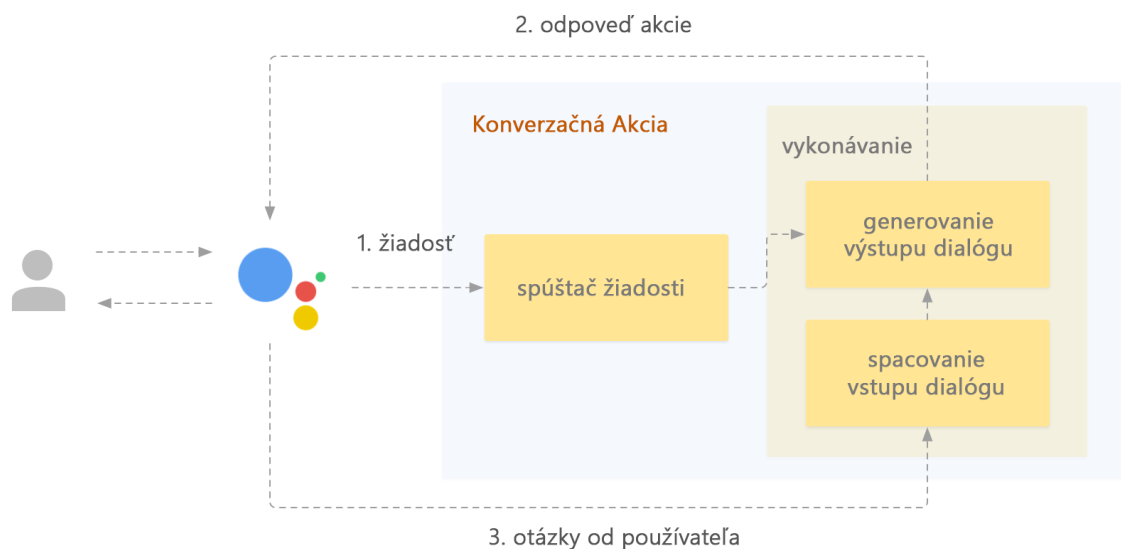 2. odpoveď akcie
Konverzačná Akcia
vykonávanie
1. žiadosť
spúštač žiadosti
generovanie
výstupu dialógu
spacovanie
vstupu dialógu
3. otázky od používateľa